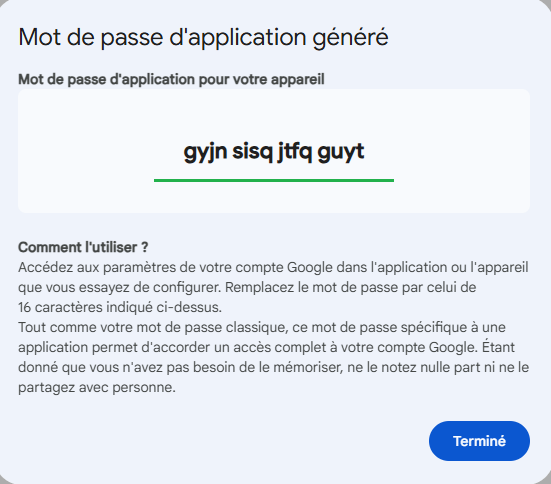 Mot de passe d'application généré
Mot de passe d'application pour votre appareil
gyjn sisq jtfq guyt
Comment l'utiliser ?
Accédez aux paramètres de votre compte Google dans l'application ou l'appareil
que vous essayez de configurer. Remplacez le mot de passe par celui de
16 caractères indiqué ci-dessus.
Tout comme votre mot de passe classique, ce mot de passe spécifique à une
application permet d'accorder un accès complet à votre compte Google. Étant
donné que vous n'avez pas besoin de le mémoriser, ne le notez nulle part ni ne le
partagez avec personne.
Terminé